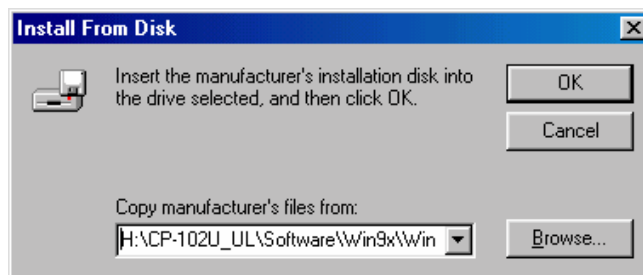 Install From Disk
Insert the manufacturer's installation disk into
the drive selected, and then click OK.
OK
Cancel
Copy manufacturer's files from:
H:\CP-102U_UL\Software\Win9x\Win
Browse...